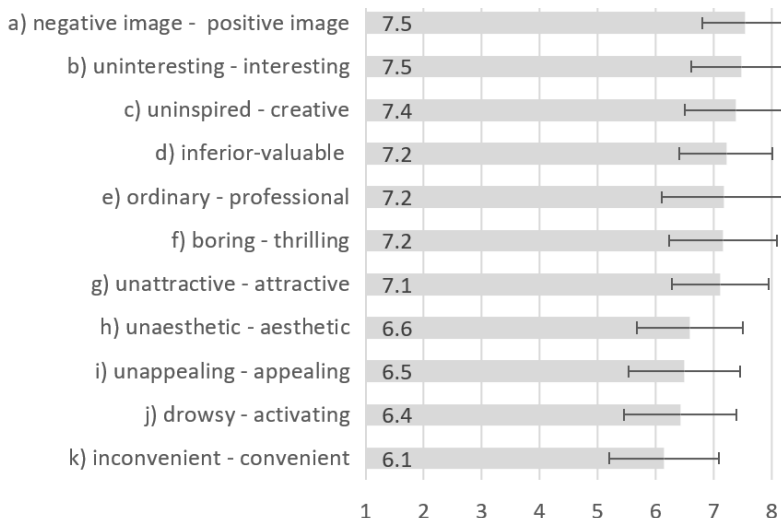 a) negative image - positive image 7.5
b) uninteresting - interesting 7.5
c) uninspired - creative 7.4
d) inferior-valuable 7.2
e) ordinary - professional 7.2
f) boring - thrilling 7.2
g) unattractive - attractive 7.1
h) unaesthetic - aesthetic 6.6
i) unappealing - appealing 6.5
j) drowsy - activating 6.4
k) inconvenient - convenient 6.1
1 2 3 4 5 6 7 8